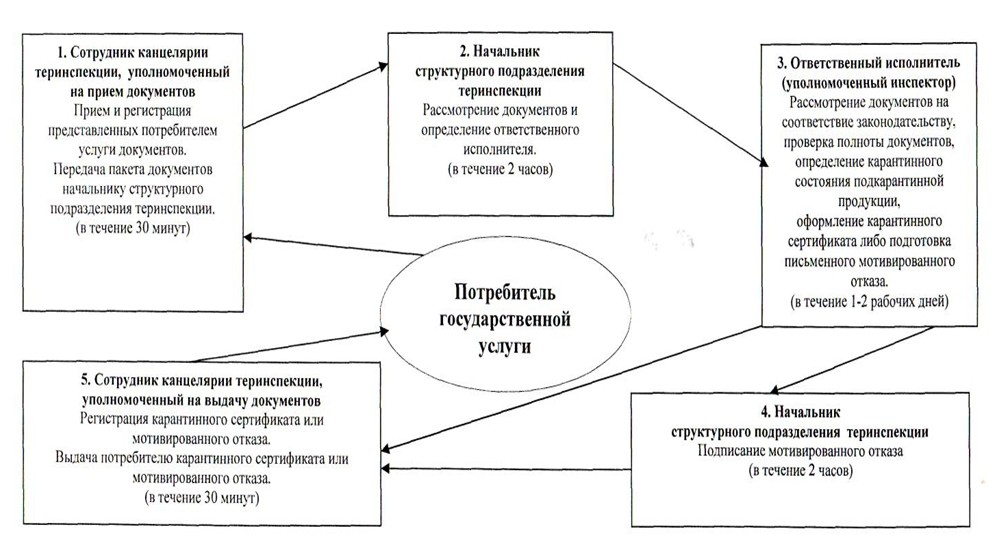 1. Сотрудник канцелярии
теринспекции, уполномоченный
на прием документов
Прием и регистрация
представленных потребителем
услуги документов.
Передача пакета документов
начальнику структурного
подразделения теринспекции.
(в течение 30 минут)
2. Начальник
структурного подразделения
теринспекции
Рассмотрение документов и
определение ответственного
исполнителя.
(в течение 2 часов)
3. Ответственный исполнитель
(уполномоченный инспектор)
Рассмотрение документов на
соответствие законодательству,
проверка полноты документов,
определение карантинного
состояния подкарантинной
продукции,
оформление карантинного
сертификата либо подготовка
письменного мотивированного
отказа.
(в течение 1-2 рабочих дней)
Потребитель
государственной
услуги
5. Сотрудник канцелярии теринспекции,
уполномоченный на выдачу документов
Регистрация карантинного сертификата или
мотивированного отказа.
Выдача потребителю карантинного сертификата или
мотивированного отказа.
(в течение 30 минут)
4. Начальник
структурного подразделения теринспекции
Подписание мотивированного отказа
(в течение 2 часов)